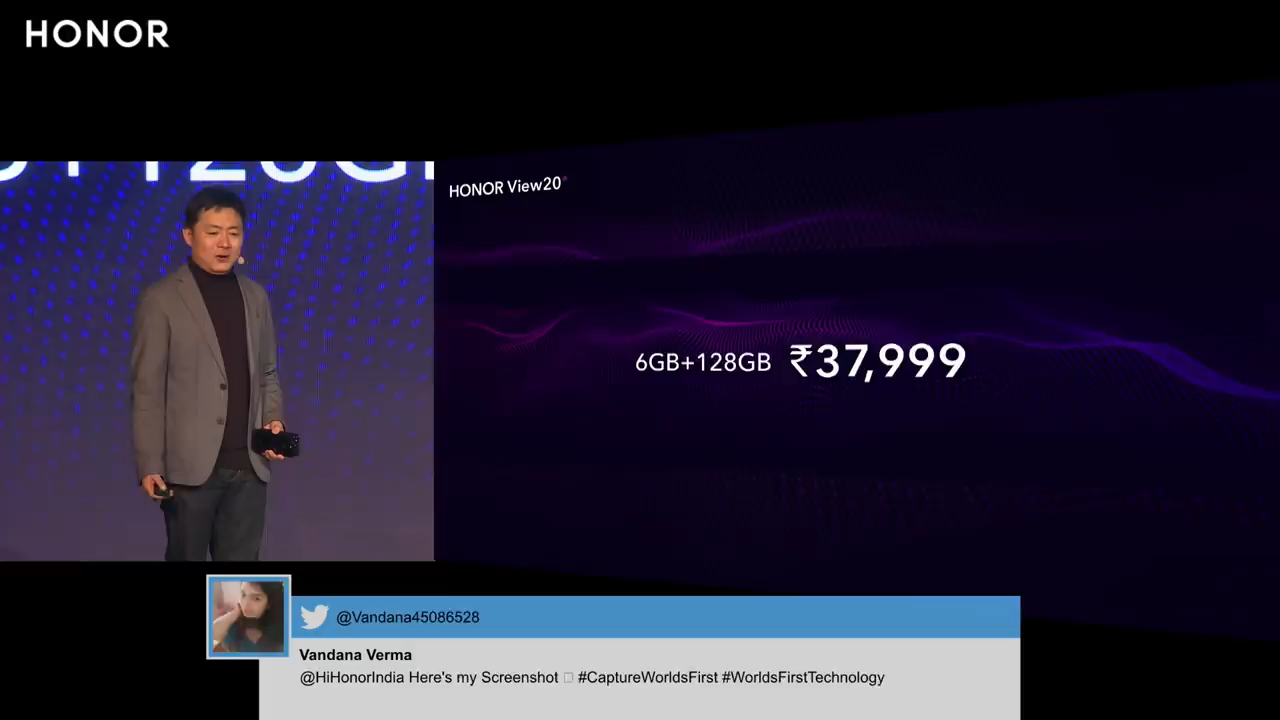 HONOR
HONOR View20
6GB+128GB ₹37,999
@Vandana45086528
Vandana Verma
@HiHonorIndia Here's my Screenshot #CaptureWorldsFirst #WorldsFirstTechnology